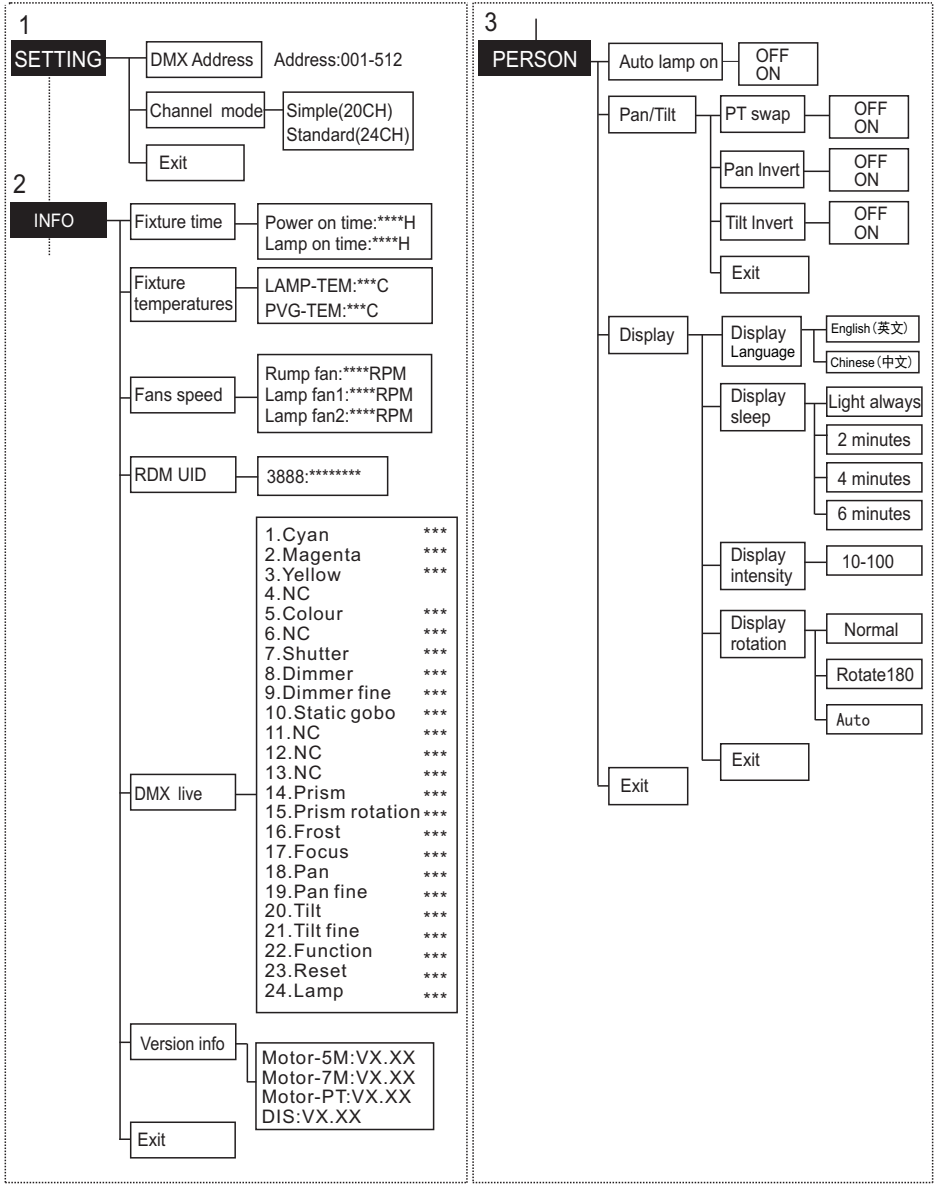 1
SETTING
DMX Address
Address:001-512
Channel mode
Simple(20CH)
Standard(24CH)
Exit
2
INFO
Fixture time
Power on time:****H
Lamp on time:****H
Fixture
temperatures
LAMP-TEM:***C
PVG-TEM:***C
Fans speed
Rump fan:****RPM
Lamp fan1:****RPM
Lamp fan2:****RPM
RDM UID
3888:********
DMX live
1.Cyan ***
2.Magenta ***
3.Yellow ***
4.NC
5.Colour ***
6.NC ***
7.Shutter ***
8.Dimmer ***
9.Dimmer fine ***
10.Static gobo ***
11.NC ***
12.NC ***
13.NC ***
14.Prism ***
15.Prism rotation ***
16.Frost ***
17.Focus ***
18.Pan ***
19.Pan fine ***
20.Tilt ***
21.Tilt fine ***
22.Function ***
23.Reset ***
24.Lamp ***
Version info
Motor-5M:VX.XX
Motor-7M:VX.XX
Motor-PT:VX.XX
DIS:VX.XX
Exit
3
PERSON
Auto lamp on
OFF
ON
Pan/Tilt
PT swap
OFF
ON
Pan Invert
OFF
ON
Tilt Invert
OFF
ON
Exit
Display
Display
Language
English(英文)
Chinese(中文)
Display
sleep
Light always
2 minutes
4 minutes
6 minutes
Display
intensity
10-100
Display
rotation
Normal
Rotate180
Auto
Exit
Exit